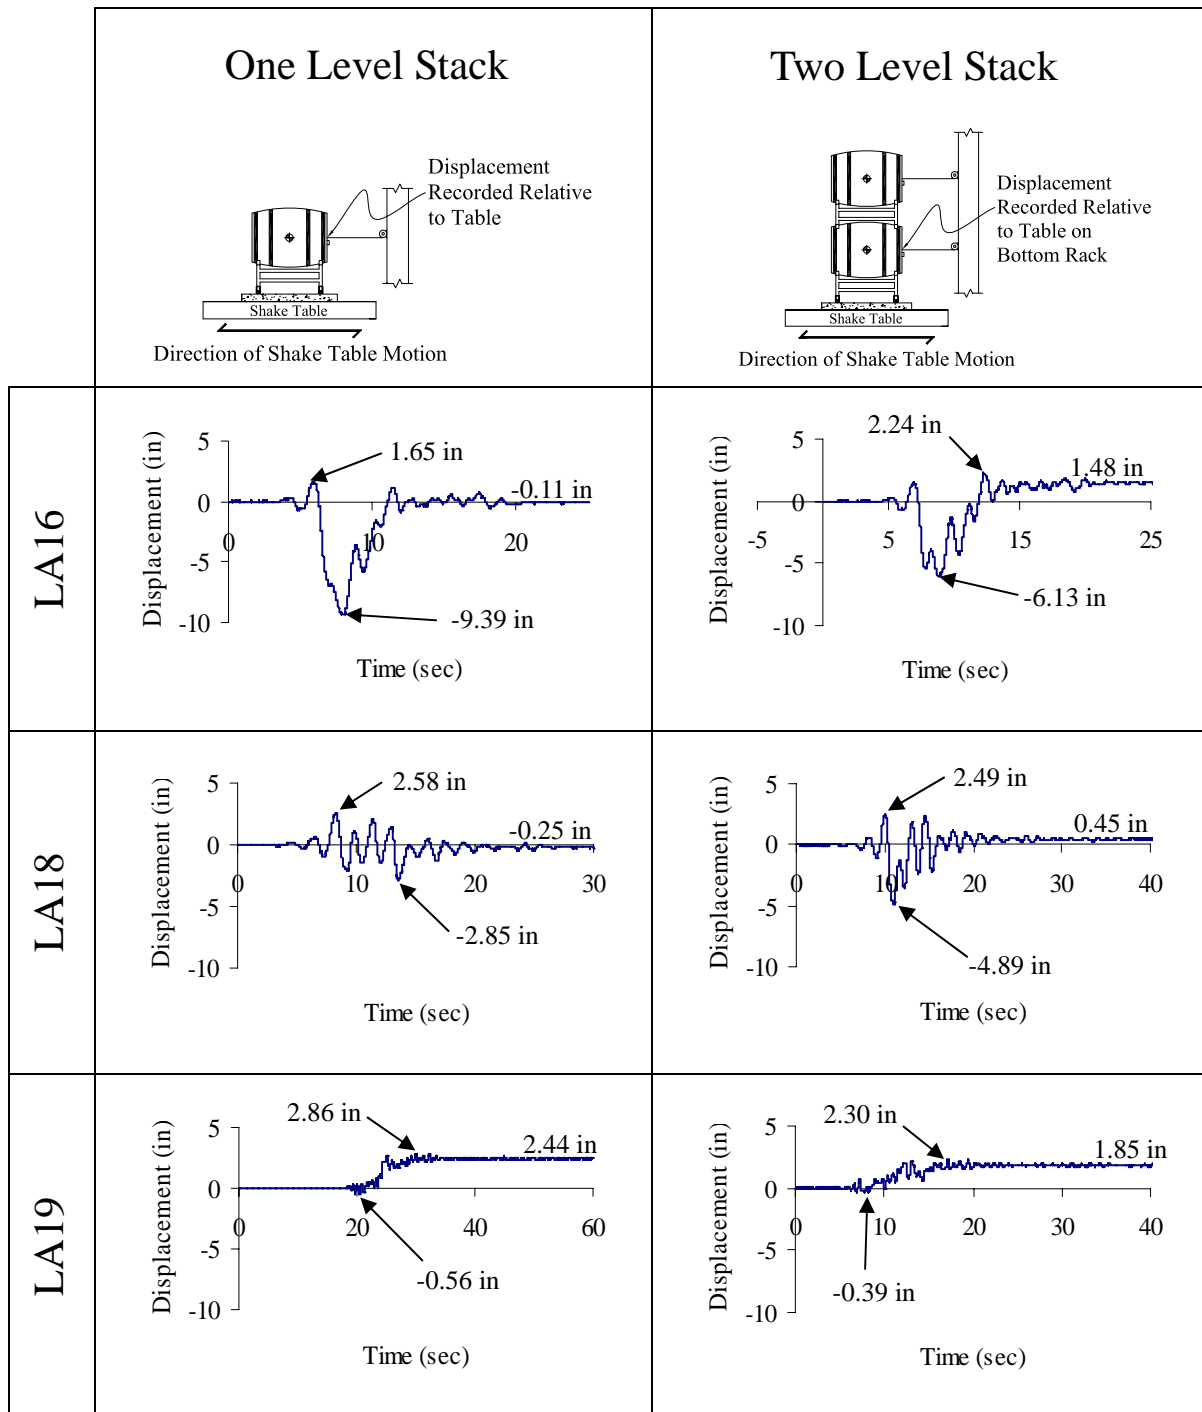 One Level Stack
Two Level Stack
Displacement
Recorded Relative
to Table
Shake Table
Direction of Shake Table Motion
Displacement
Recorded Relative
to Table on
Bottom Rack
Shake Table
Direction of Shake Table Motion
LA16
Displacement (in)
5
0
-5
-10
0
10
20
1.65 in
-0.11 in
-9.39 in
Time (sec)
Displacement (in)
5
0
-5
-10
-5
5
15
25
2.24 in
1.48 in
-6.13 in
Time (sec)
LA18
Displacement (in)
5
0
-5
-10
0
10
20
30
2.58 in
-0.25 in
-2.85 in
Time (sec)
Displacement (in)
5
0
-5
-10
0
10
20
30
40
2.49 in
0.45 in
-4.89 in
Time (sec)
LA19
Displacement (in)
5
0
-5
-10
0
20
40
60
2.86 in
2.44 in
-0.56 in
Time (sec)
Displacement (in)
5
0
-5
-10
0
10
20
30
40
2.30 in
1.85 in
-0.39 in
Time (sec)